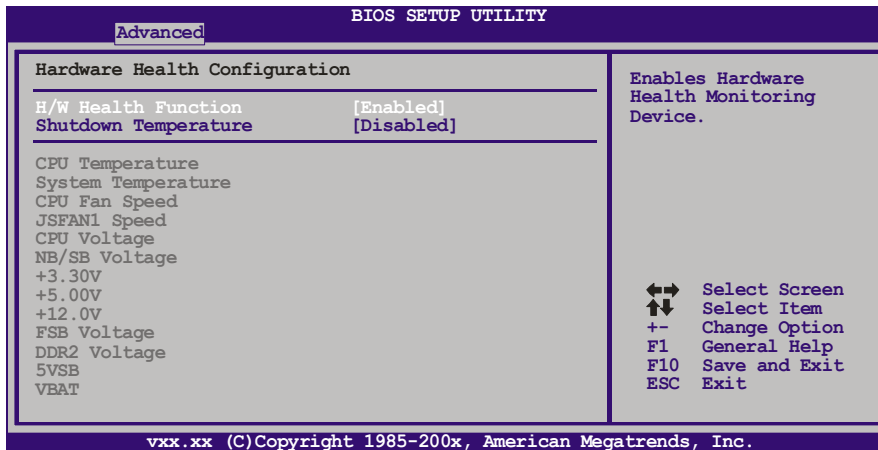 BIOS SETUP UTILITY
Advanced
Hardware Health Configuration
H/W Health Function [Enabled]
Shutdown Temperature [Disabled]
CPU Temperature
System Temperature
CPU Fan Speed
JSFAN1 Speed
CPU Voltage
NB/SB Voltage
+3.30V
+5.00V
+12.0V
FSB Voltage
DDR2 Voltage
5VSB
VBAT
Enables Hardware
Health Monitoring
Device.
Select Screen
Select Item
+- Change Option
F1 General Help
F10 Save and Exit
ESC Exit
vxx.xx (C)Copyright 1985-200x, American Megatrends, Inc.